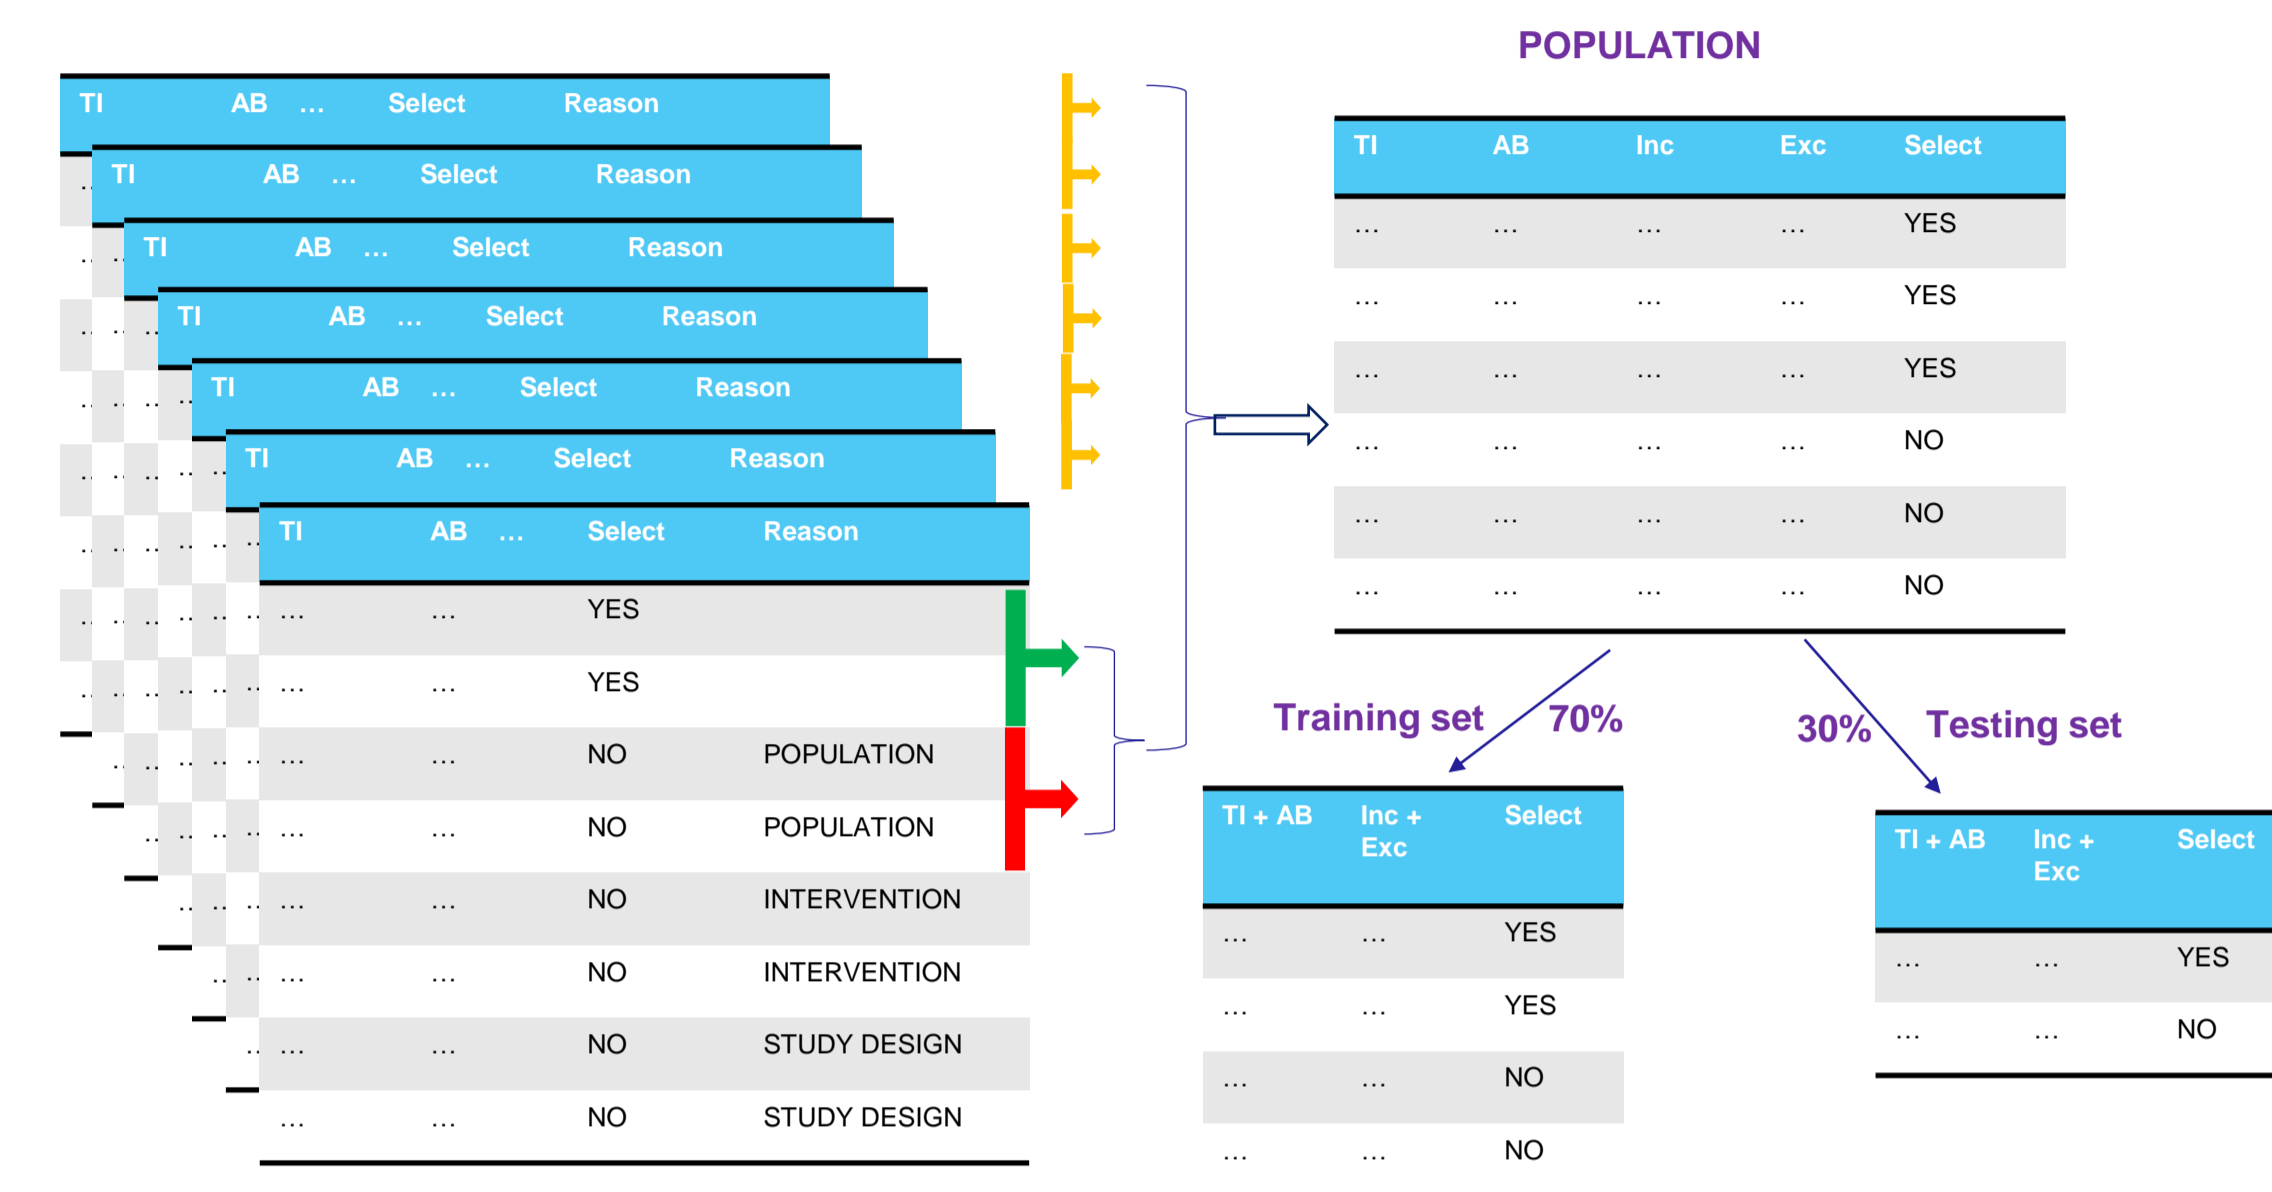 POPULATION
TI AB … Select Reason
TI AB … Select Reason
TI AB … Select Reason
TI AB … Select Reason
TI AB … Select Reason
TI AB … Select Reason
TI AB … Select Reason
… … YES
… … YES
… … NO POPULATION
… … NO POPULATION
… … NO INTERVENTION
… … NO INTERVENTION
… … NO STUDY DESIGN
… … NO STUDY DESIGN
TI AB Inc Exc Select
… … … … YES
… … … … YES
… … … … YES
… … … … NO
… … … … NO
… … … … NO
Training set 70%
30% Testing set
TI + AB Inc + Select
Exc
… … YES
… … YES
… … NO
… … NO
TI + AB Inc + Select
Exc
… … YES
… … NO